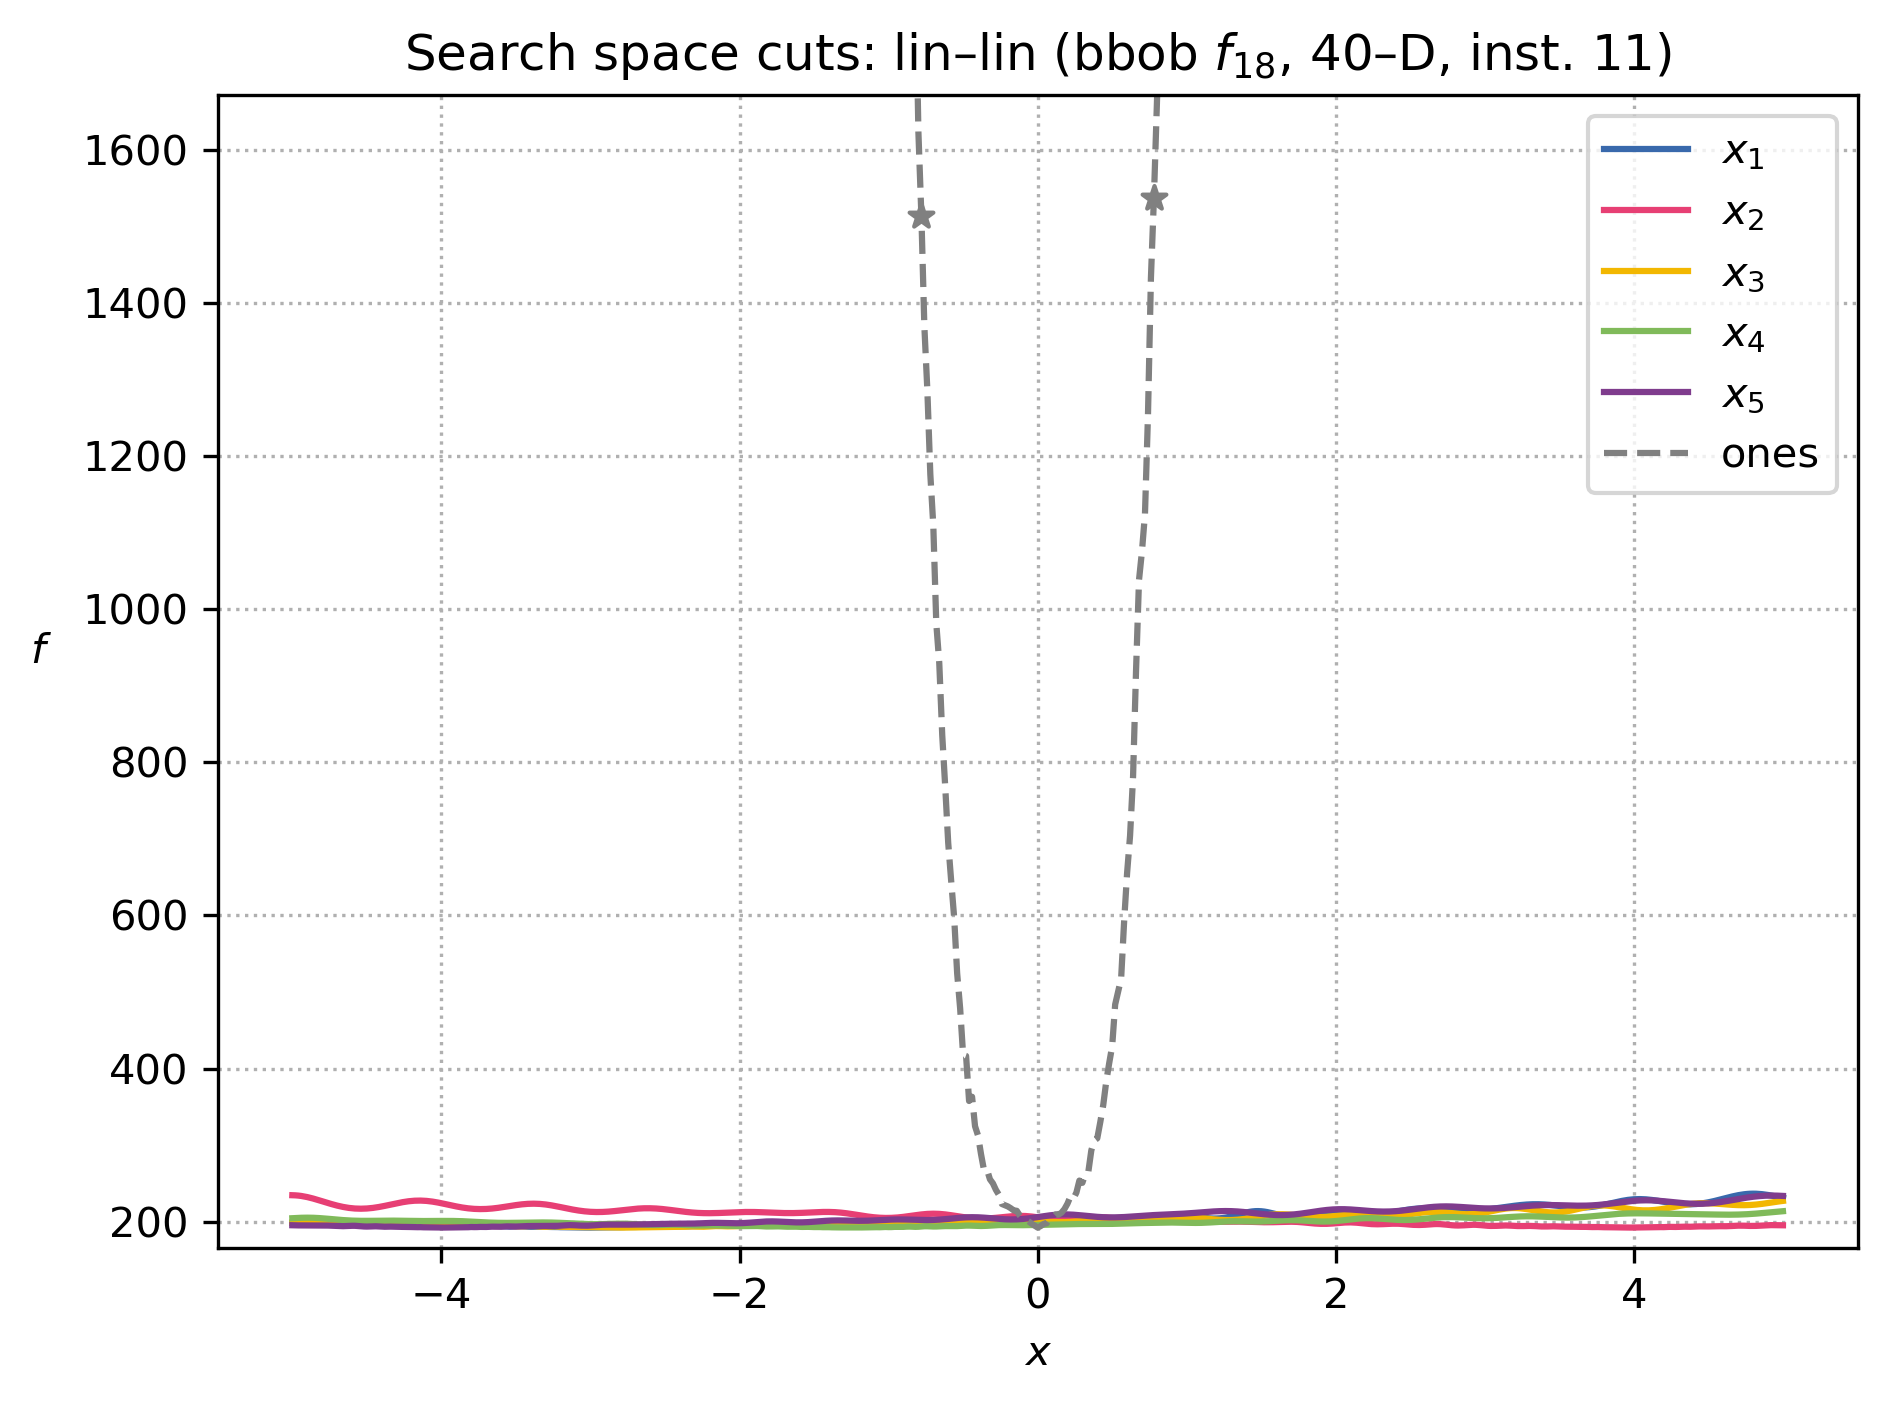 Search space cuts: lin–lin (bbob f₁₈, 40–D, inst. 11)
1600
1400
1200
1000
800
600
400
200
f
−4
−2
0
2
4
x
x₁
x₂
x₃
x₄
x₅
ones